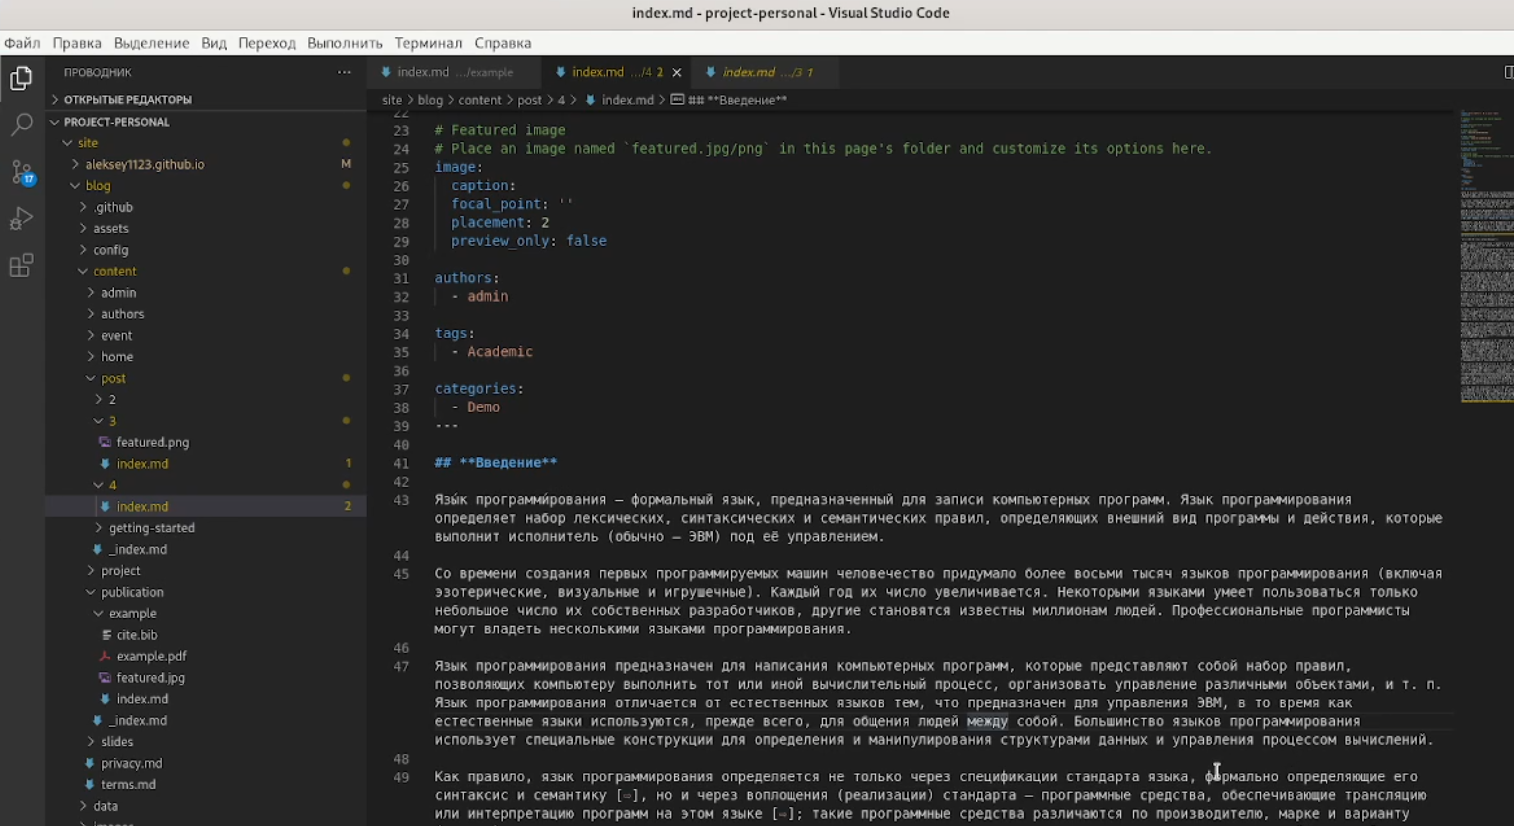 index.md - project-personal - Visual Studio Code
Файл Правка Выделение Вид Переход Выполнить Терминал Справка
ПРОВОДНИК ···
index.md .../example index.md .../4 2 index.md .../3 1
ОТКРЫТЫЕ РЕДАКТОРЫ
site > blog > content > post > 4 > index.md > ## **Введение**
PROJECT-PERSONAL
site
aleksey1123.github.io M
17
blog
.github
assets
config
content
admin
authors
event
home
post
2
3
featured.png
index.md 1
4
index.md 2
getting-started
_index.md
project
publication
example
cite.bib
example.pdf
featured.jpg
index.md
_index.md
slides
privacy.md
terms.md
data
22
23 # Featured image
24 # Place an image named `featured.jpg/png` in this page's folder and customize its options here.
25 image:
26 caption:
27 focal_point: ''
28 placement: 2
29 preview_only: false
30
31 authors:
32 - admin
33
34 tags:
35 - Academic
36
37 categories:
38 - Demo
39 ---
40
41 ## **Введение**
42
43 Язы́к программи́рования — формальный язык, предназначенный для записи компьютерных программ. Язык программирования
определяет набор лексических, синтаксических и семантических правил, определяющих внешний вид программы и действия, которые
выполнит исполнитель (обычно — ЭВМ) под её управлением.
44
45 Со времени создания первых программируемых машин человечество придумало более восьми тысяч языков программирования (включая
эзотерические, визуальные и игрушечные). Каждый год их число увеличивается. Некоторыми языками умеет пользоваться только
небольшое число их собственных разработчиков, другие становятся известны миллионам людей. Профессиональные программисты
могут владеть несколькими языками программирования.
46
47 Язык программирования предназначен для написания компьютерных программ, которые представляют собой набор правил,
позволяющих компьютеру выполнить тот или иной вычислительный процесс, организовать управление различными объектами, и т. п.
Язык программирования отличается от естественных языков тем, что предназначен для управления ЭВМ, в то время как
естественные языки используются, прежде всего, для общения людей между собой. Большинство языков программирования
использует специальные конструкции для определения и манипулирования структурами данных и управления процессом вычислений.
48
49 Как правило, язык программирования определяется не только через спецификации стандарта языка, формально определяющие его
синтаксис и семантику [⇨], но и через воплощения (реализации) стандарта — программные средства, обеспечивающие трансляцию
или интерпретацию программ на этом языке [⇨]; такие программные средства различаются по производителю, марке и варианту